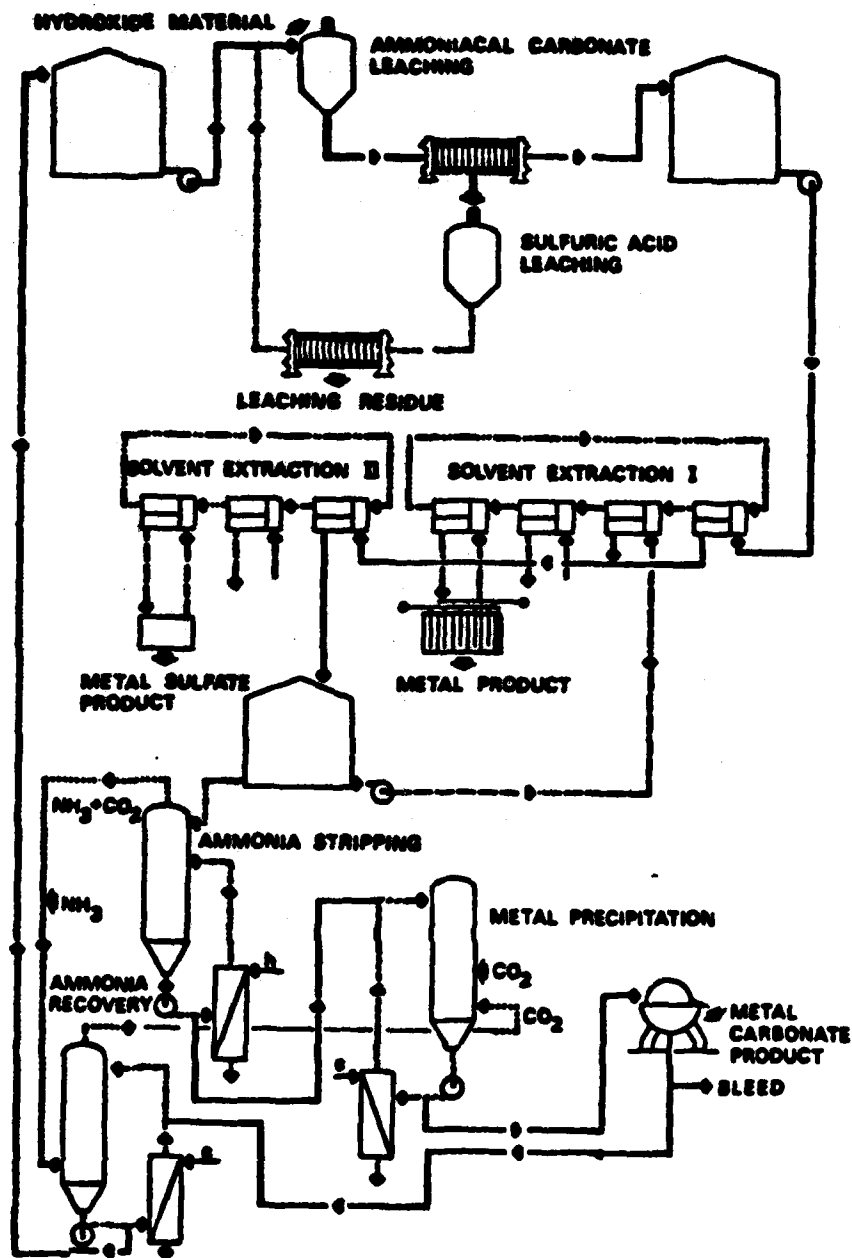 HYDROXIDE MATERIAL
AMMONIACAL CARBONATE
LEACHING
SULFURIC ACID
LEACHING
LEACHING RESIDUE
SOLVENT EXTRACTION II
SOLVENT EXTRACTION I
METAL SULFATE
PRODUCT
METAL PRODUCT
NH3+CO2
AMMONIA STRIPPING
NH3
METAL PRECIPITATION
h
CO2
AMMONIA
RECOVERY
CO2
METAL
CARBONATE
PRODUCT
c
BLEED
c